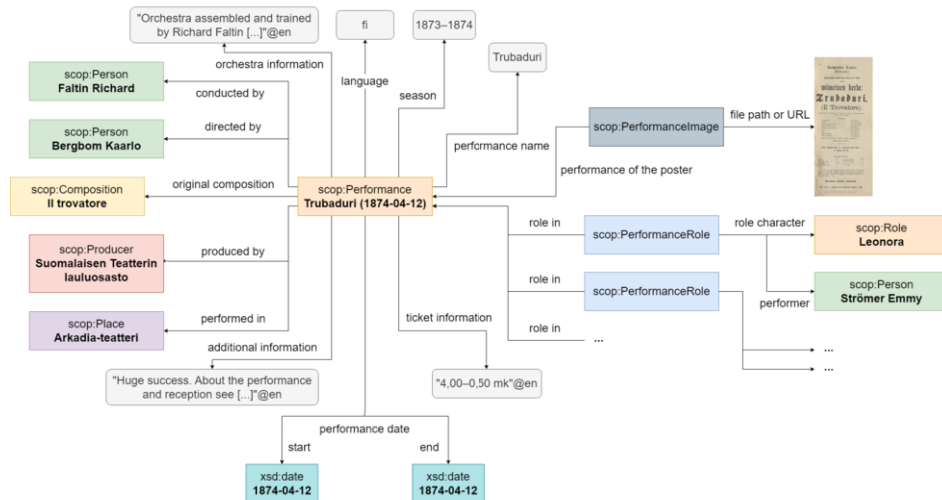 "Orchestra assembled and trained
by Richard Faltin [...]"@en
fi
1873–1874
Trubaduri
orchestra information
language
season
performance name
scop:Person
Faltin Richard
conducted by
scop:Person
Bergbom Kaarlo
directed by
scop:Composition
Il trovatore
original composition
scop:Performance
Trubaduri (1874-04-12)
scop:PerformanceImage
file path or URL
performance of the poster
Trubaduri,
(Il Trovatore.)
scop:Producer
Suomalaisen Teatterin
lauluosasto
produced by
scop:Place
Arkadia-teatteri
performed in
role in
scop:PerformanceRole
role character
scop:Role
Leonora
role in
scop:PerformanceRole
performer
scop:Person
Strömer Emmy
role in
...
...
...
additional information
"Huge success. About the performance
and reception see [...]"@en
ticket information
"4,00–0,50 mk"@en
performance date
start
end
xsd:date
1874-04-12
xsd:date
1874-04-12